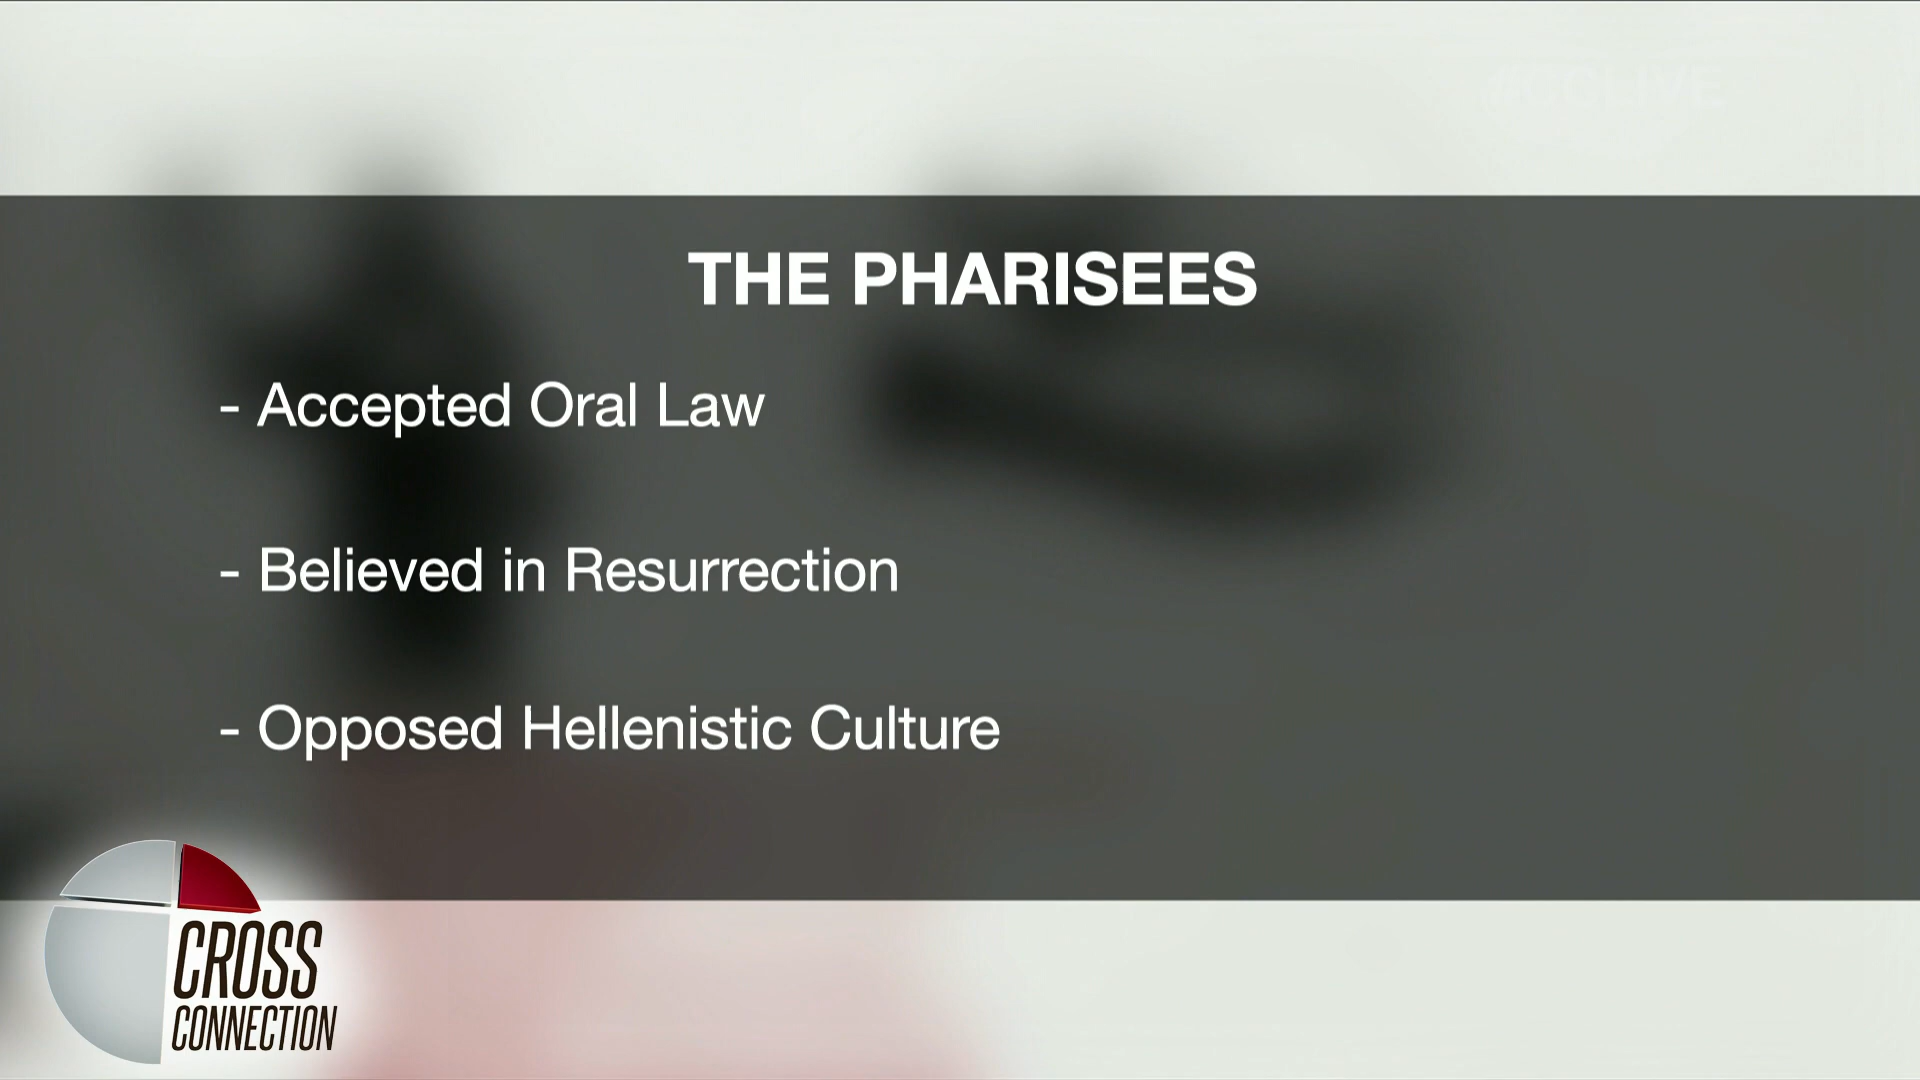 THE PHARISEES
- Accepted Oral Law
- Believed in Resurrection
- Opposed Hellenistic Culture
CROSS
CONNECTION